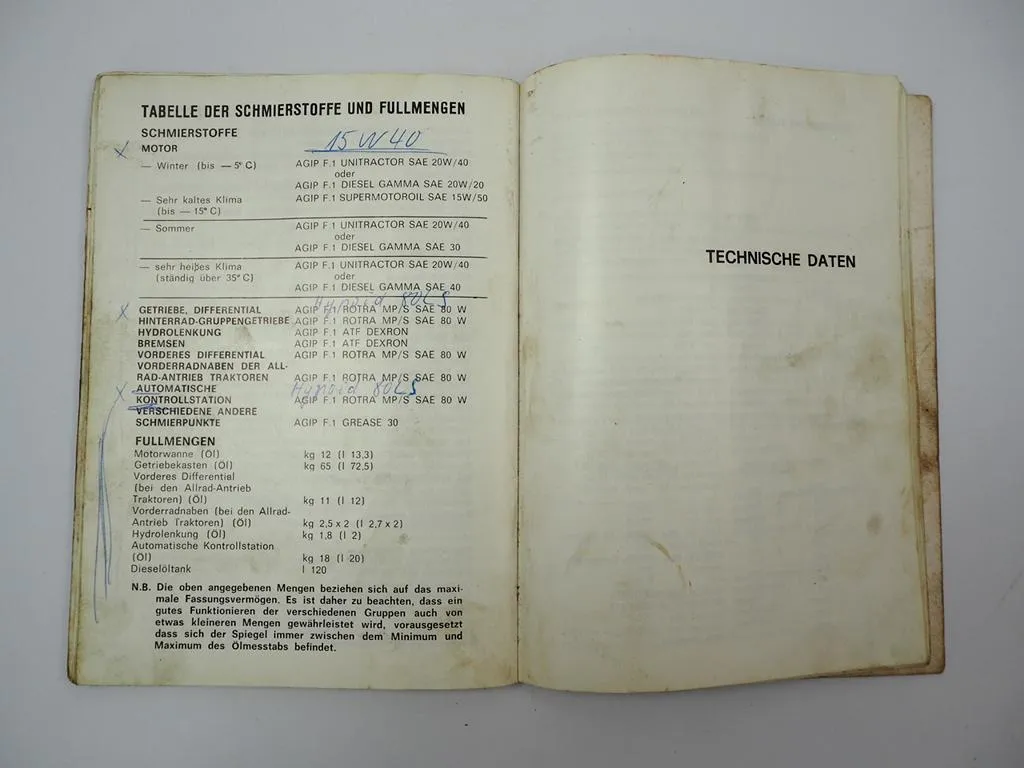 TABELLE DER SCHMIERSTOFFE UND FULLMENGEN
SCHMIERSTOFFE
MOTOR 15W40
— Winter (bis — 5° C) AGIP F.1 UNITRACTOR SAE 20W/40
oder
AGIP F.1 DIESEL GAMMA SAE 20W/20
— Sehr kaltes Klima AGIP F.1 SUPERMOTOROIL SAE 15W/50
(bis — 15° C)
— Sommer AGIP F.1 UNITRACTOR SAE 20W/40
oder
AGIP F.1 DIESEL GAMMA SAE 30
— sehr heißes Klima AGIP F.1 UNITRACTOR SAE 20W/40
(ständig über 35° C) oder
AGIP F.1 DIESEL GAMMA SAE 40
Hypoid 80LS
GETRIEBE, DIFFERENTIAL AGIP F.1 ROTRA MP/S SAE 80 W
HINTERRAD-GRUPPENGETRIEBE AGIP F.1 ROTRA MP/S SAE 80 W
HYDROLENKUNG AGIP F.1 ATF DEXRON
BREMSEN AGIP F.1 ATF DEXRON
VORDERES DIFFERENTIAL AGIP F.1 ROTRA MP/S SAE 80 W
VORDERRADNABEN DER ALL-
RAD-ANTRIEB TRAKTOREN AGIP F.1 ROTRA MP/S SAE 80 W
AUTOMATISCHE Hypoid 80LS
KONTROLLSTATION AGIP F.1 ROTRA MP/S SAE 80 W
VERSCHIEDENE ANDERE
SCHMIERPUNKTE AGIP F.1 GREASE 30
FULLMENGEN
Motorwanne (Öl) kg 12 (l 13,3)
Getriebekasten (Öl) kg 65 (l 72,5)
Vorderes Differential
(bei den Allrad-Antrieb
Traktoren) (Öl) kg 11 (l 12)
Vorderradnaben (bei den Allrad-
Antrieb Traktoren) (Öl) kg 2,5 x 2 (l 2,7 x 2)
Hydrolenkung (Öl) kg 1,8 (l 2)
Automatische Kontrollstation
(Öl) kg 18 (l 20)
Dieselöltank l 120
N.B. Die oben angegebenen Mengen beziehen sich auf das maxi-
male Fassungsvermögen. Es ist daher zu beachten, dass ein
gutes Funktionieren der verschiedenen Gruppen auch von
etwas kleineren Mengen gewährleistet wird, vorausgesetzt
dass sich der Spiegel immer zwischen dem Minimum und
Maximum des Ölmesstabs befindet.
TECHNISCHE DATEN